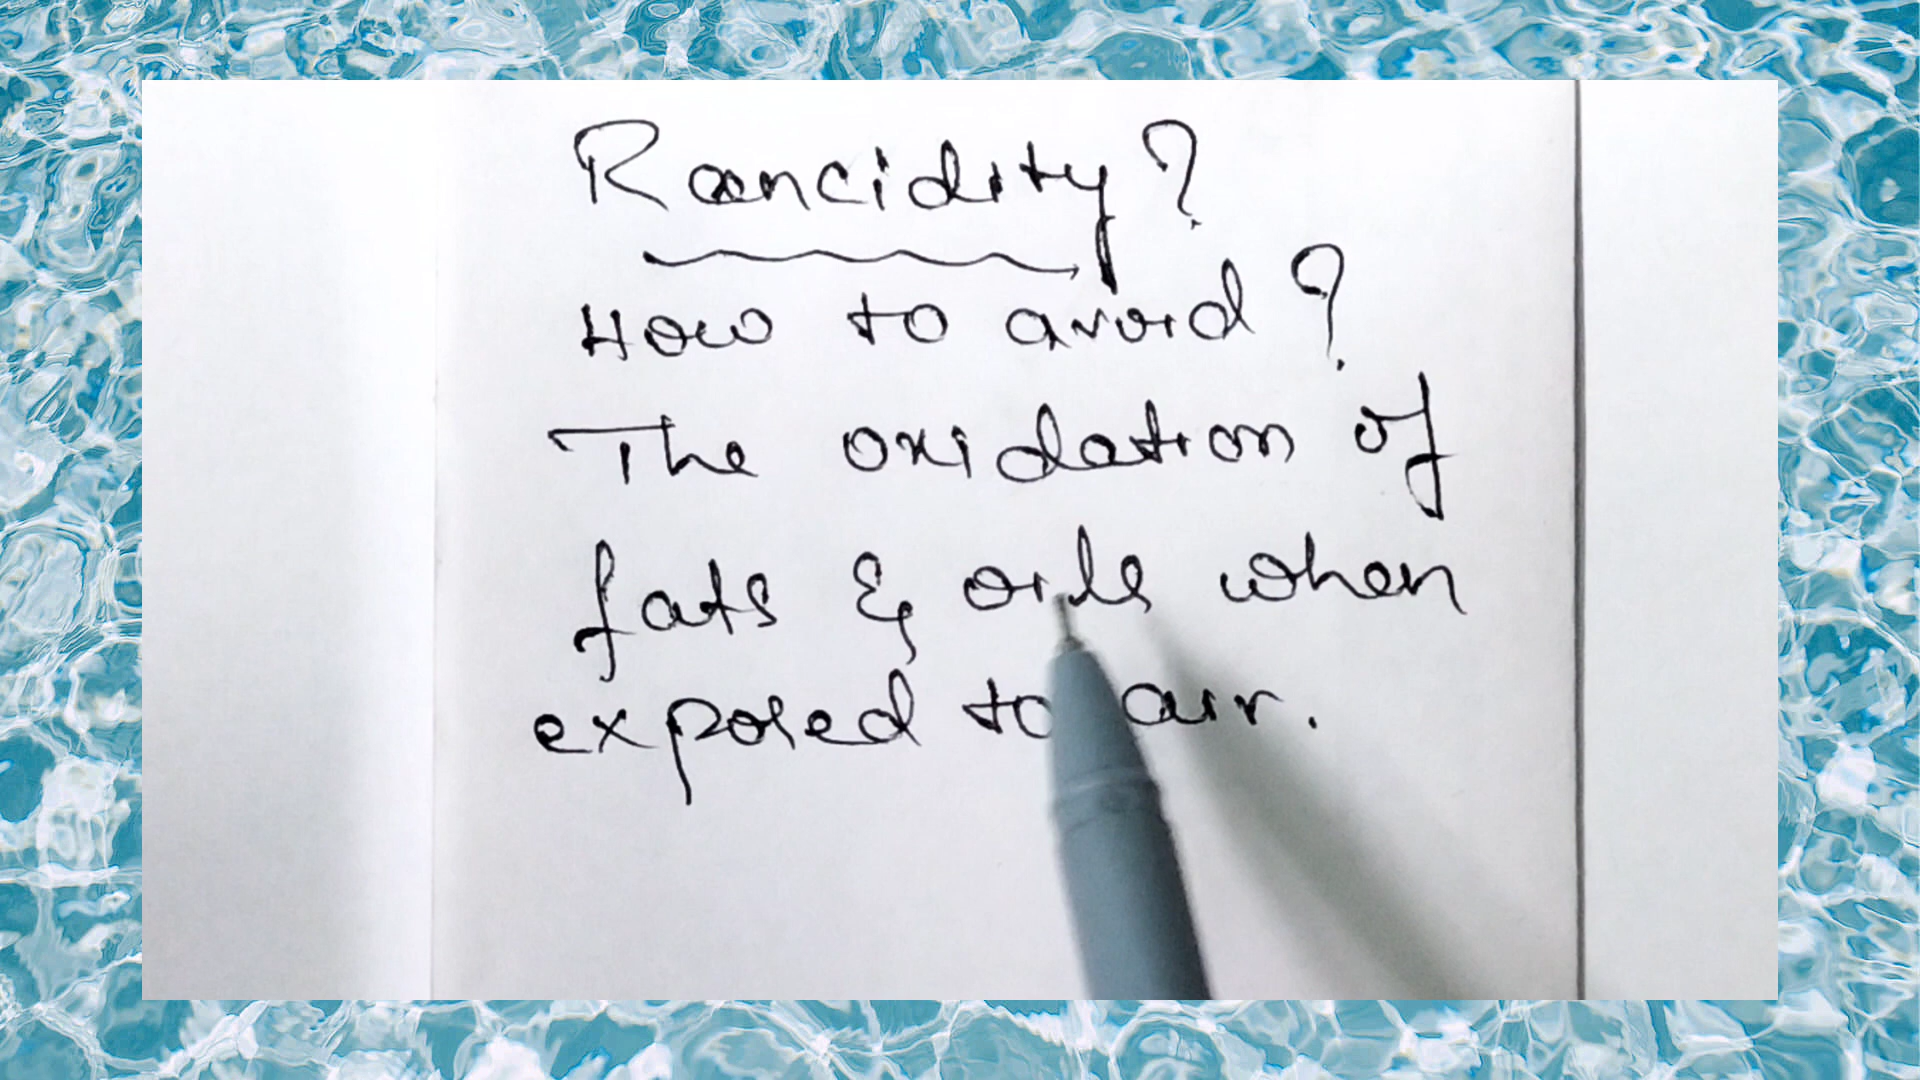 Rancidity?
How to avoid?
The oxidation of
fats & oils when
exposed to air.